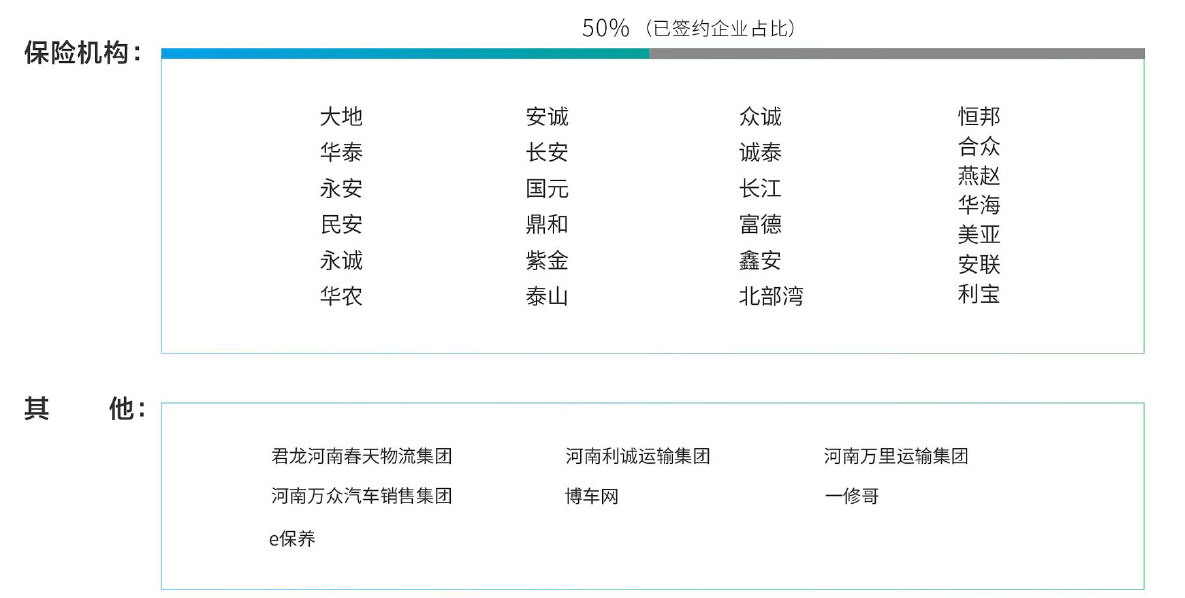 50%（已签约企业占比）
保险机构：
大地 安诚 众诚 恒邦
华泰 长安 诚泰 合众
永安 国元 长江 燕赵
民安 鼎和 富德 华海
永诚 紫金 鑫安 美亚
华农 泰山 北部湾 安联
利宝
其 他：
君龙河南春天物流集团 河南利诚运输集团 河南万里运输集团
河南万众汽车销售集团 博车网 一修哥
e保养